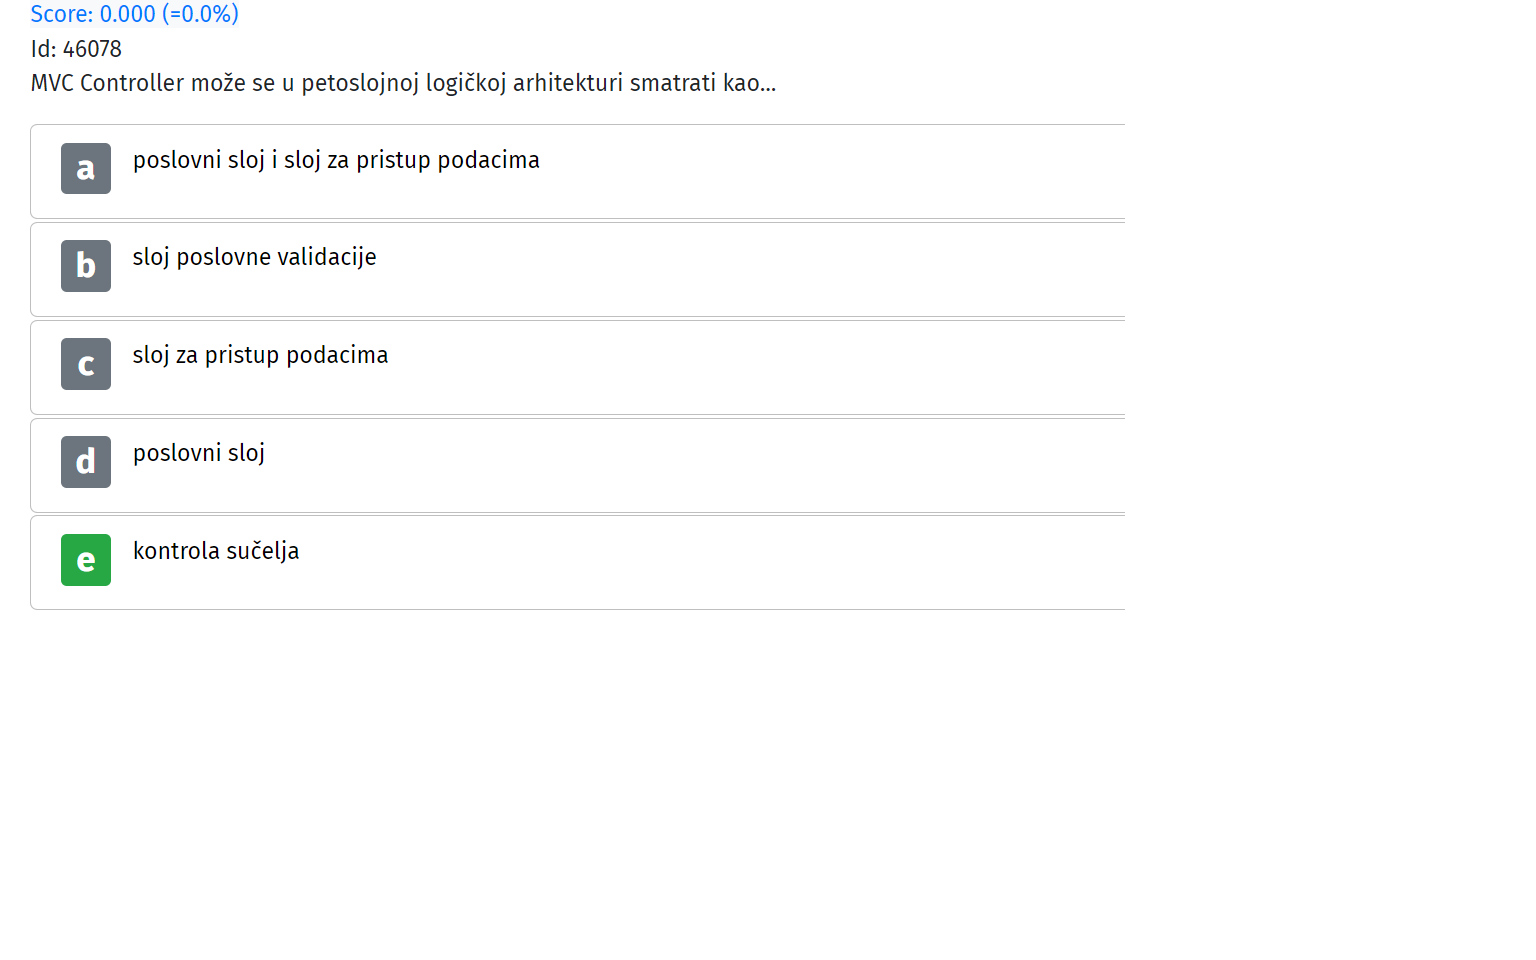 Score: 0.000 (=0.0%)
Id: 46078
MVC Controller može se u petoslojnoj logičkoj arhitekturi smatrati kao...
a poslovni sloj i sloj za pristup podacima
b sloj poslovne validacije
c sloj za pristup podacima
d poslovni sloj
e kontrola sučelja